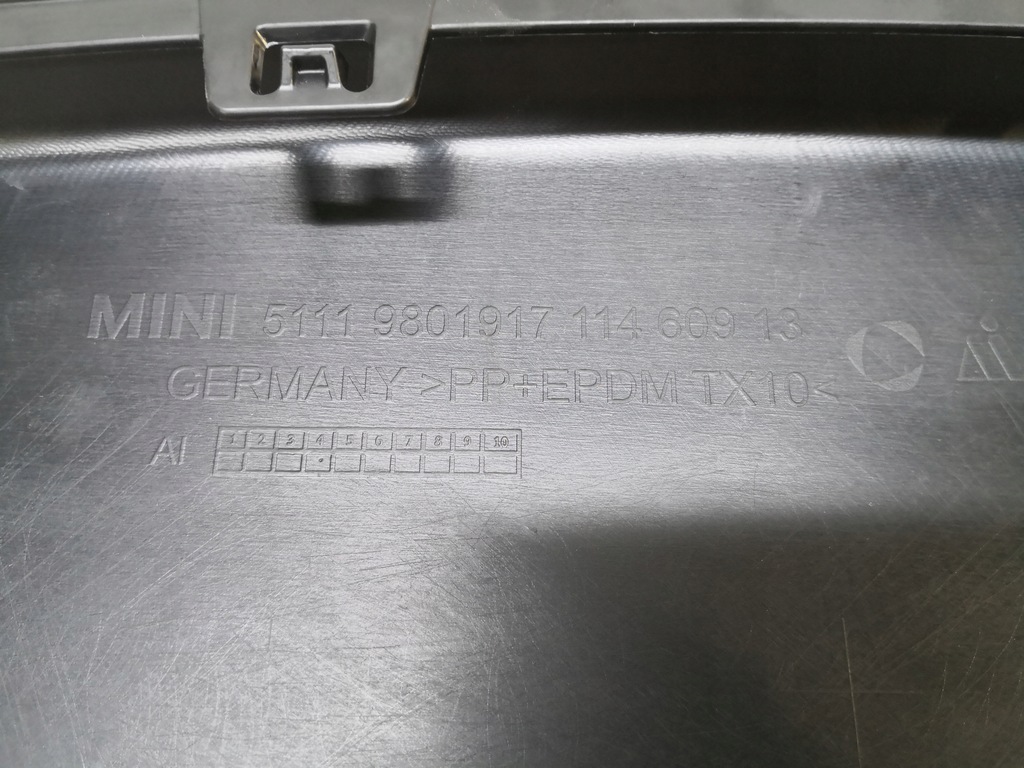 MINI 5111 9801917 114 609 13
GERMANY >PP+EPDM TX10<
AI 1 2 3 4 5 6 7 8 9 10